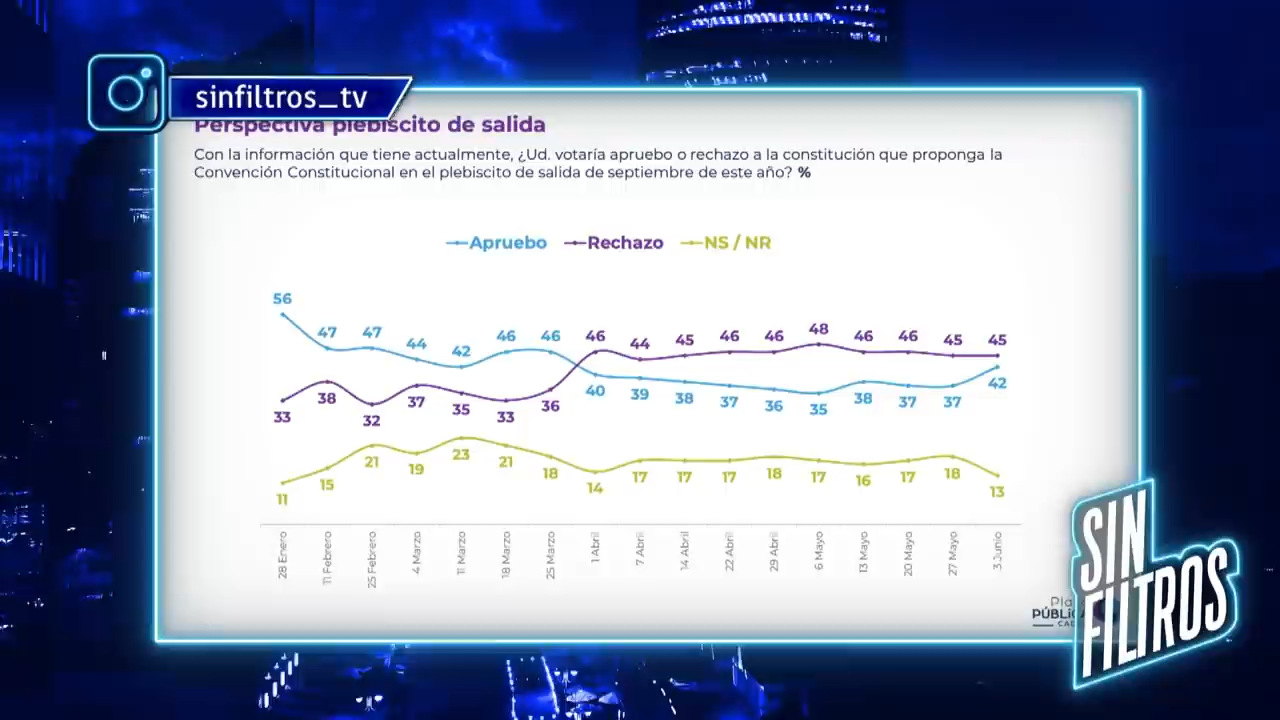 sinfiltros_tv
Perspectiva plebiscito de salida
Con la información que tiene actualmente, ¿Ud. votaría apruebo o rechazo a la constitución que proponga la
Convención Constitucional en el plebiscito de salida de septiembre de este año? %
Apruebo Rechazo NS / NR
56 47 47 44 42 46 46 40 39 38 37 36 35 38 37 37 42
33 38 32 37 35 33 36 46 44 45 46 46 48 46 46 45 45
11 15 21 19 23 21 18 14 17 17 17 18 17 16 17 18 13
28 Enero
11 Febrero
25 Febrero
4 Marzo
11 Marzo
18 Marzo
25 Marzo
1 Abril
7 Abril
14 Abril
22 Abril
29 Abril
6 Mayo
13 Mayo
20 Mayo
27 Mayo
3 Junio
SIN
FILTROS